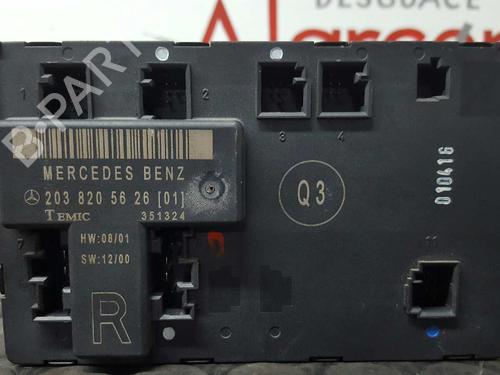 DESGUACE
B-PARTS
1
2
3
4
MERCEDES BENZ
203 820 56 26 [01]
TEMIC 351324
HW:08/01
SW:12/00
R
Q3
010416
7
11